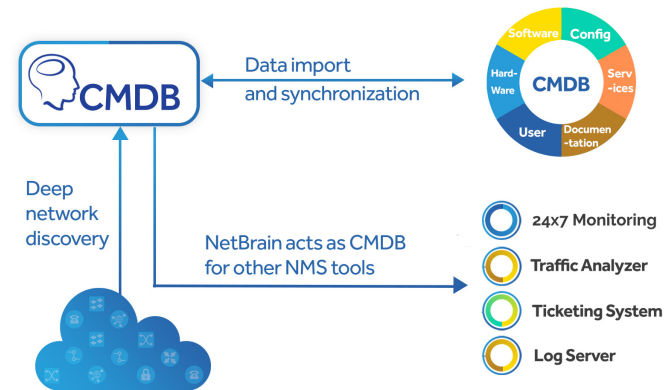 CMDB
Data import
and synchronization
Software
Config
Hard-
Ware
CMDB
Serv
-ices
User
Documen
-tation
Deep
network
discovery
NetBrain acts as CMDB
for other NMS tools
24x7 Monitoring
Traffic Analyzer
Ticketing System
Log Server